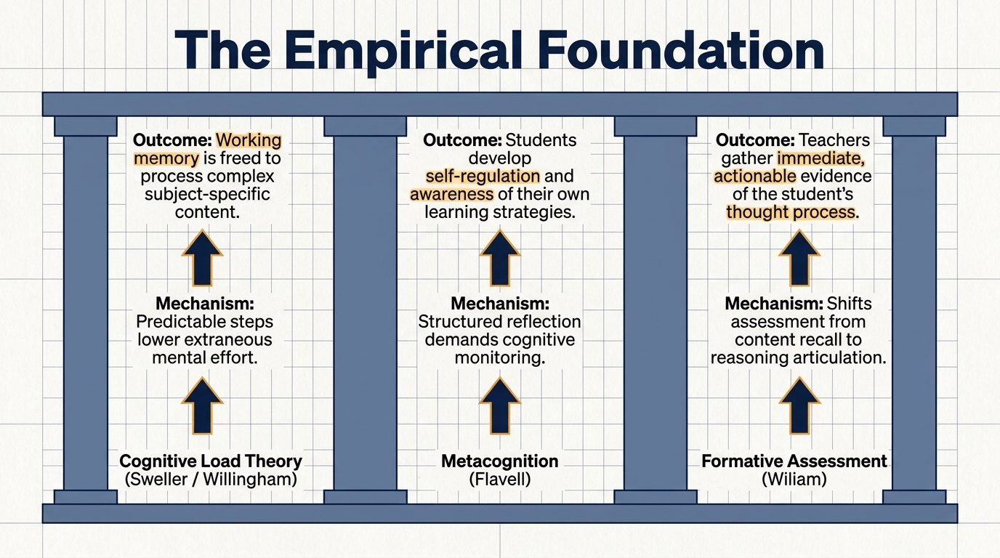 The Empirical Foundation
Outcome: Working
memory is freed to
process complex
subject-specific
content.
Mechanism:
Predictable steps
lower extraneous
mental effort.
Cognitive Load Theory
(Sweller / Willingham)
Outcome: Students
develop
self-regulation and
awareness of their own
learning strategies.
Mechanism:
Structured reflection
demands cognitive
monitoring.
Metacognition
(Flavell)
Outcome: Teachers
gather immediate,
actionable evidence
of the student’s
thought process.
Mechanism: Shifts
assessment from
content recall to
reasoning articulation.
Formative Assessment
(Wiliam)